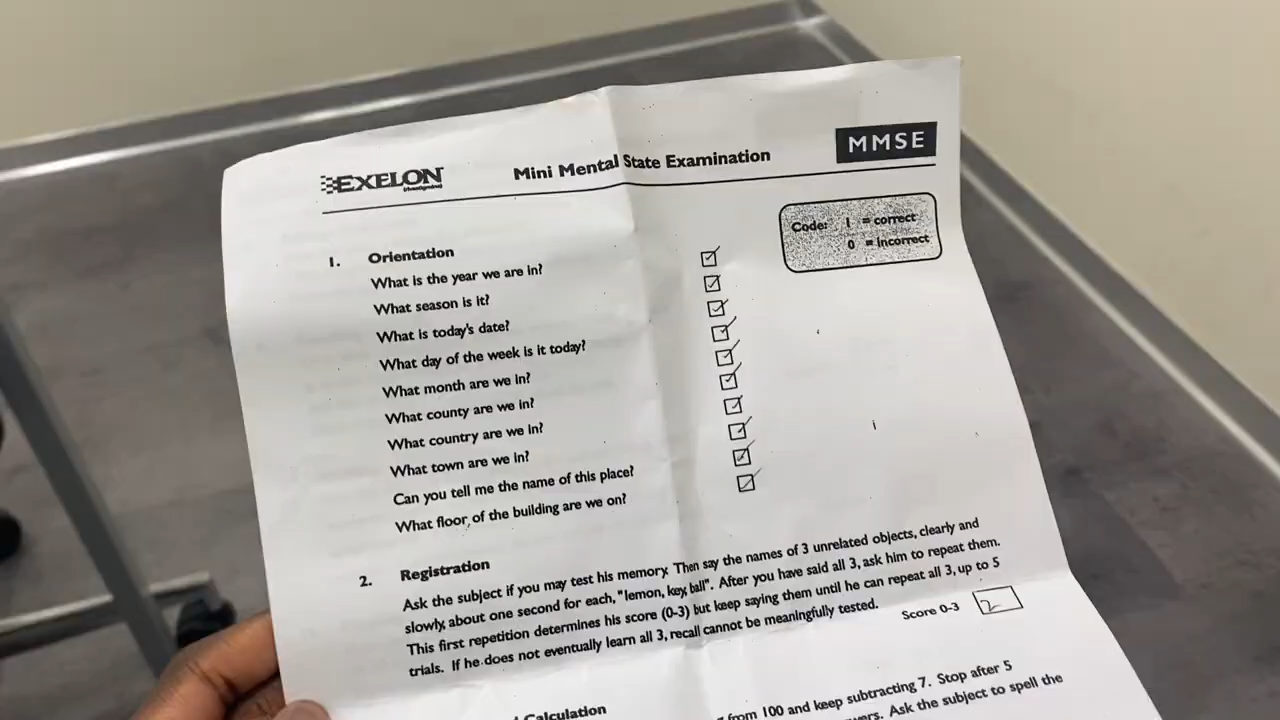 EXELON
Mini Mental State Examination
MMSE
Code: 1 = correct
0 = Incorrect
1. Orientation
What is the year we are in?
What season is it?
What is today's date?
What day of the week is it today?
What month are we in?
What county are we in?
What country are we in?
What town are we in?
Can you tell me the name of this place?
What floor of the building are we on?
2. Registration
Ask the subject if you may test his memory. Then say the names of 3 unrelated objects, clearly and
slowly, about one second for each, "lemon, key, ball". After you have said all 3, ask him to repeat them.
This first repetition determines his score (0-3) but keep saying them until he can repeat all 3, up to 5
trials. If he does not eventually learn all 3, recall cannot be meaningfully tested.
Score 0-3 2
Calculation
from 100 and keep subtracting 7. Stop after 5
Ask the subject to spell the